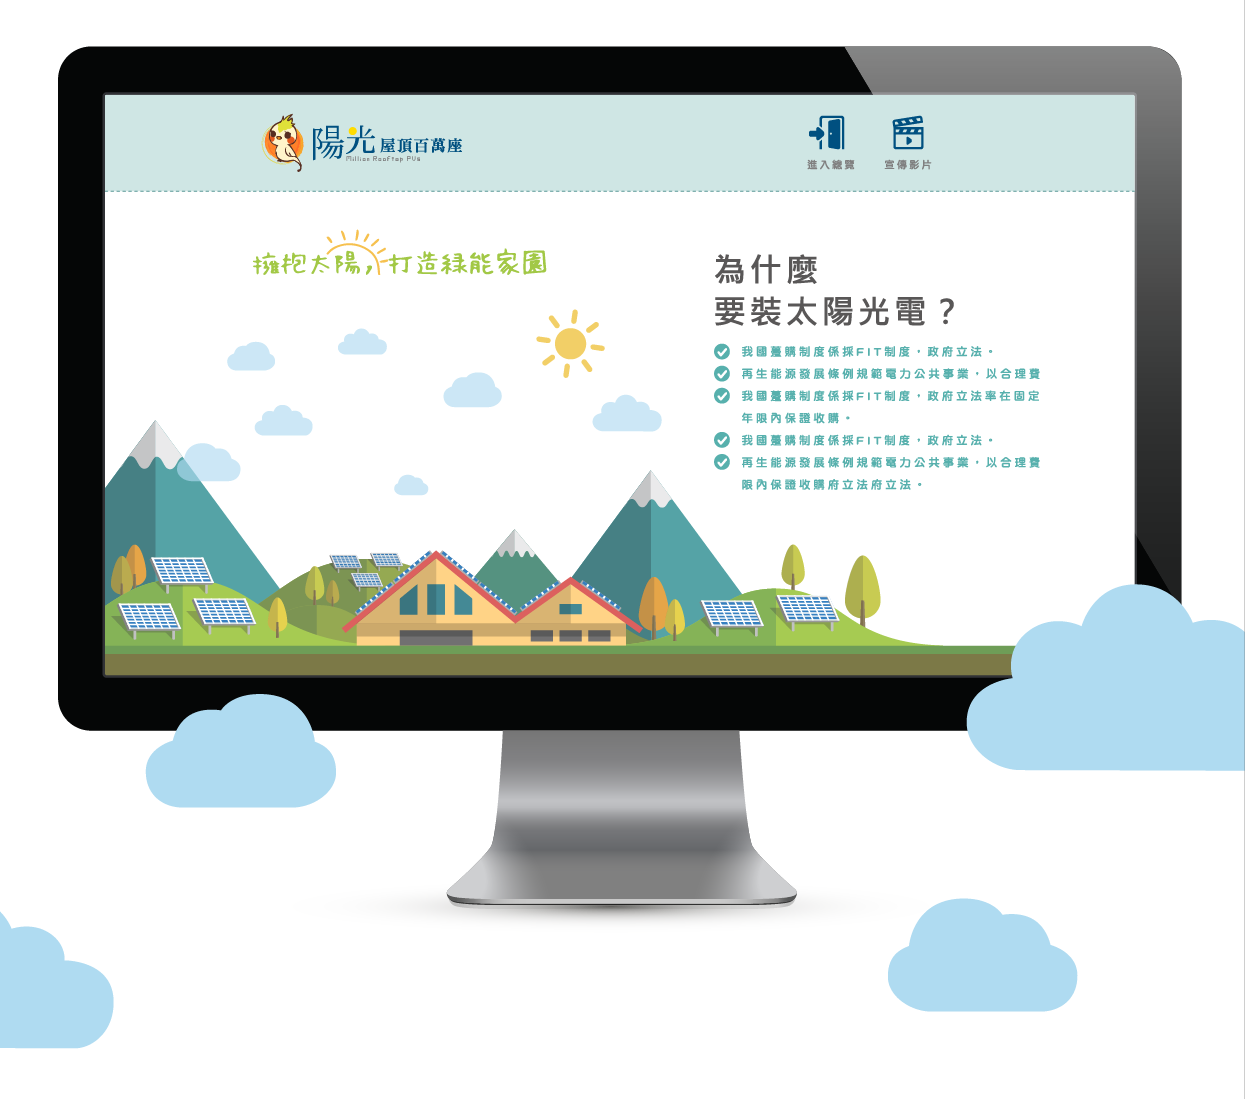 陽光屋頂百萬座
Million Rooftop PVs
進入總覽
宣傳影片
擁抱太陽，打造綠能家園
為什麼
要裝太陽光電？
我國躉購制度係採FIT制度，政府立法。
再生能源發展條例規範電力公共事業，以合理費
我國躉購制度係採FIT制度，政府立法率在固定
年限內保證收購。
我國躉購制度係採FIT制度，政府立法。
再生能源發展條例規範電力公共事業，以合理費
限內保證收購府立法府立法。